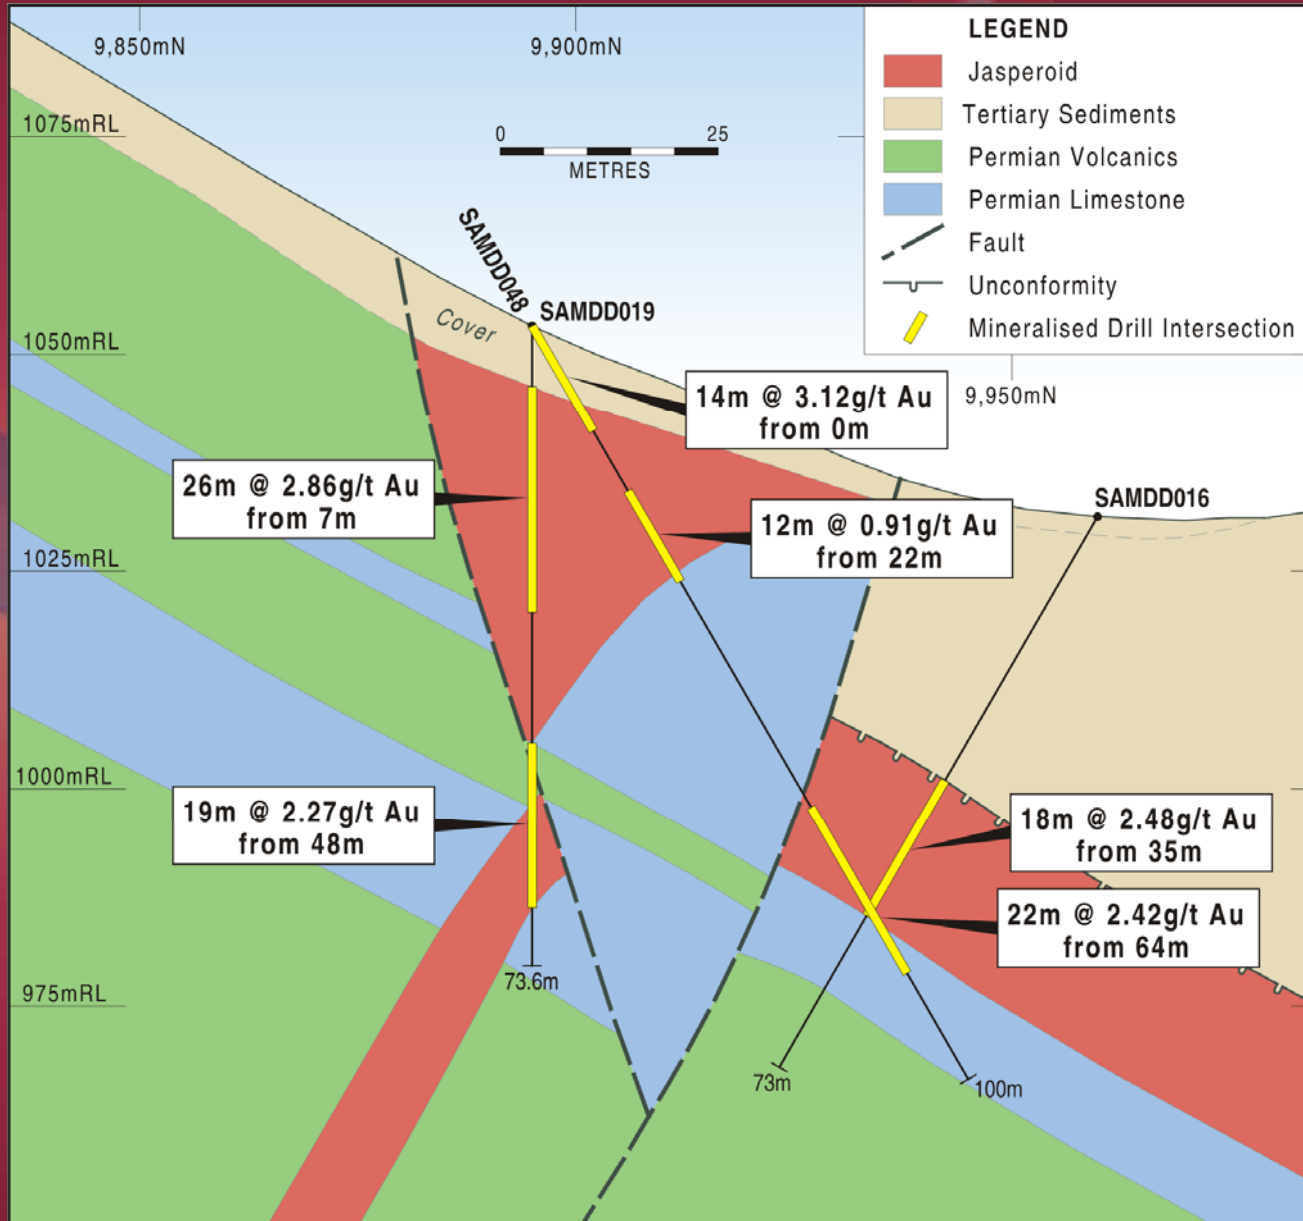 9,850mN
9,900mN
LEGEND
Jasperoid
Tertiary Sediments
Permian Volcanics
Permian Limestone
Fault
Unconformity
Mineralised Drill Intersection
1075mRL
0 25
METRES
SAMDD048
SAMDD019
Cover
1050mRL
14m @ 3.12g/t Au
from 0m
9,950mN
26m @ 2.86g/t Au
from 7m
SAMDD016
12m @ 0.91g/t Au
from 22m
1025mRL
1000mRL
19m @ 2.27g/t Au
from 48m
18m @ 2.48g/t Au
from 35m
22m @ 2.42g/t Au
from 64m
975mRL
73.6m
73m
100m